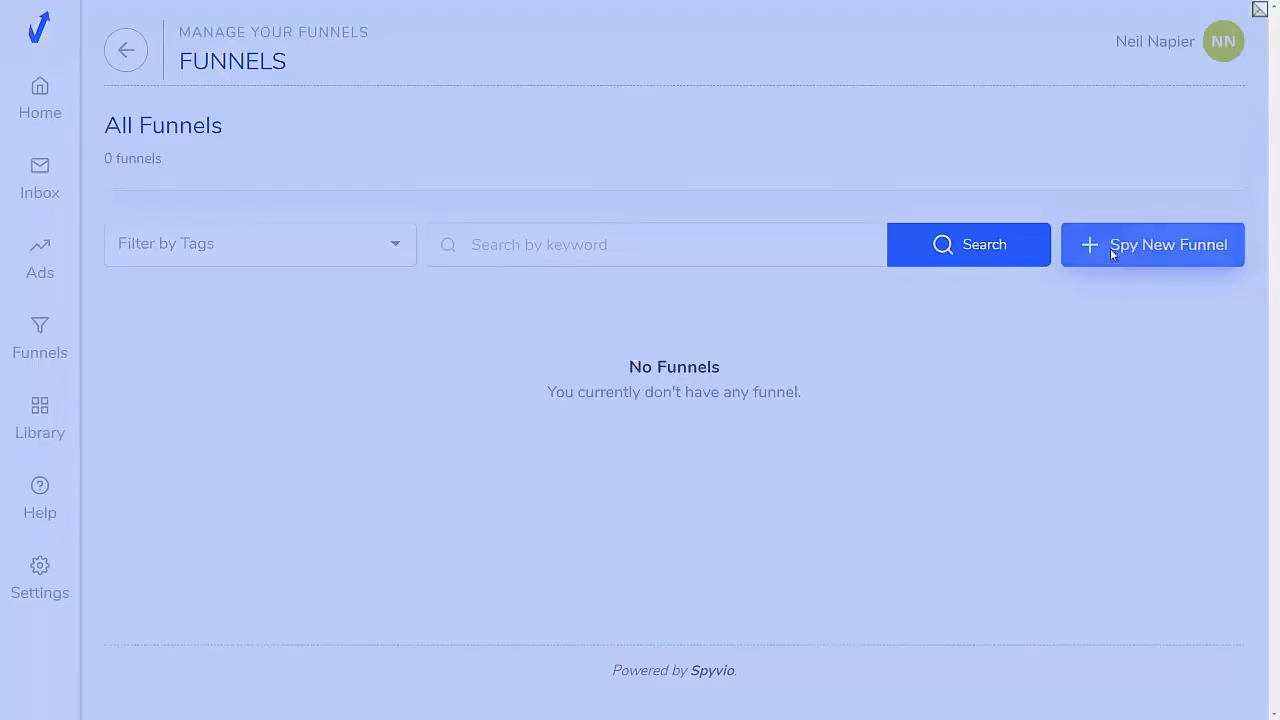 MANAGE YOUR FUNNELS
FUNNELS
Neil Napier NN
Home
Inbox
Ads
Funnels
Library
Help
Settings
All Funnels
0 funnels
Filter by Tags
Search by keyword
Search
Spy New Funnel
No Funnels
You currently don't have any funnel.
Powered by Spyvio.